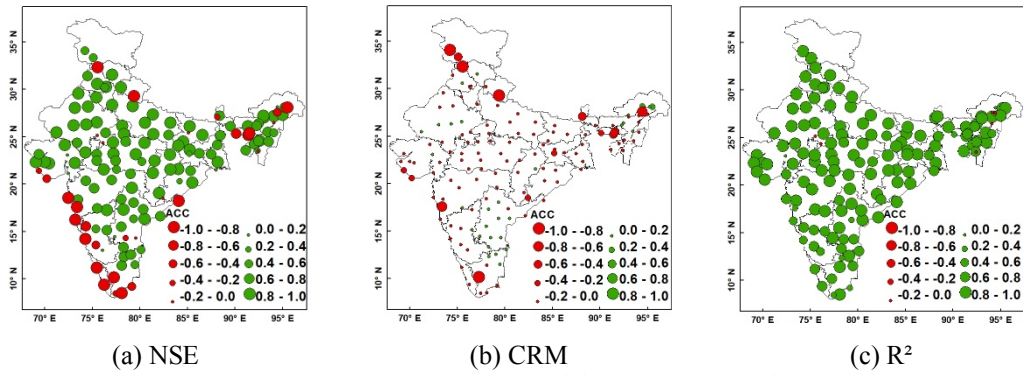 35° N
30° N
25° N
20° N
15° N
10° N
70° E 75° E 80° E 85° E 90° E 95° E
ACC
-1.0 - -0.8 0.0 - 0.2
-0.8 - -0.6 0.2 - 0.4
-0.6 - -0.4 0.4 - 0.6
-0.4 - -0.2 0.6 - 0.8
-0.2 - 0.0 0.8 - 1.0
(a) NSE
35° N
30° N
25° N
20° N
15° N
10° N
70° E 75° E 80° E 85° E 90° E 95° E
ACC
-1.0 - -0.8 0.0 - 0.2
-0.8 - -0.6 0.2 - 0.4
-0.6 - -0.4 0.4 - 0.6
-0.4 - -0.2 0.6 - 0.8
-0.2 - 0.0 0.8 - 1.0
(b) CRM
35° N
30° N
25° N
20° N
15° N
10° N
70° E 75° E 80° E 85° E 90° E 95° E
ACC
-1.0 - -0.8 0.0 - 0.2
-0.8 - -0.6 0.2 - 0.4
-0.6 - -0.4 0.4 - 0.6
-0.4 - -0.2 0.6 - 0.8
-0.2 - 0.0 0.8 - 1.0
(c) R²